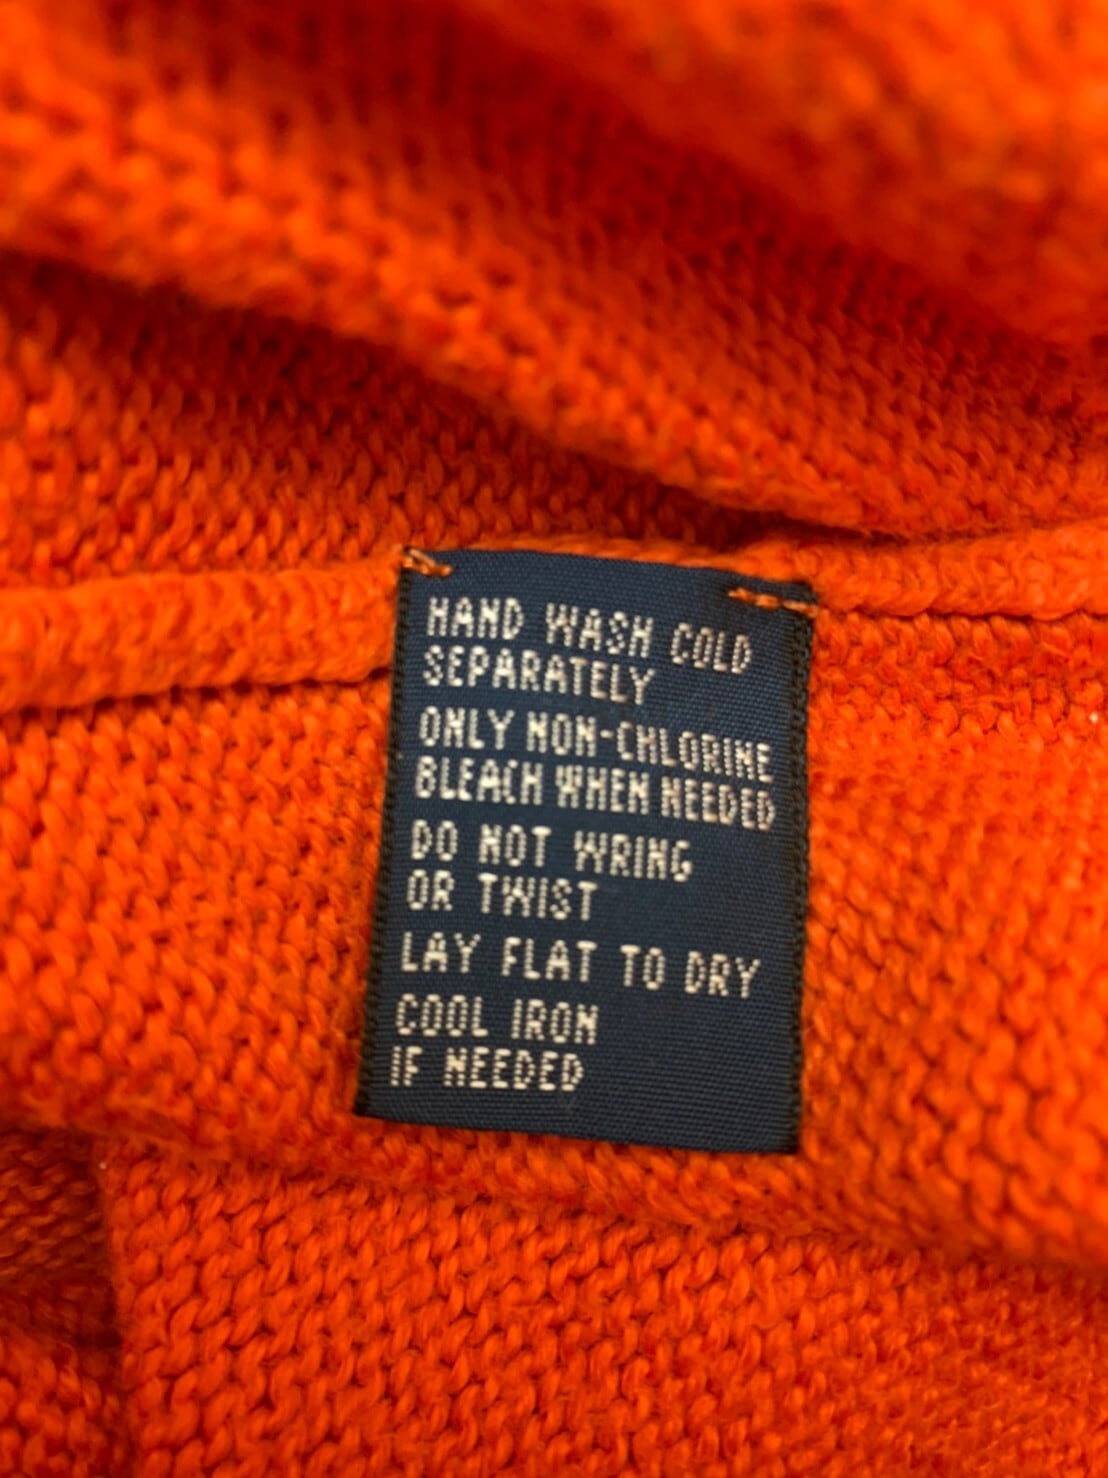 HAND WASH COLD
SEPARATELY
ONLY NON-CHLORINE
BLEACH WHEN NEEDED
DO NOT WRING
OR TWIST
LAY FLAT TO DRY
COOL IRON
IF NEEDED